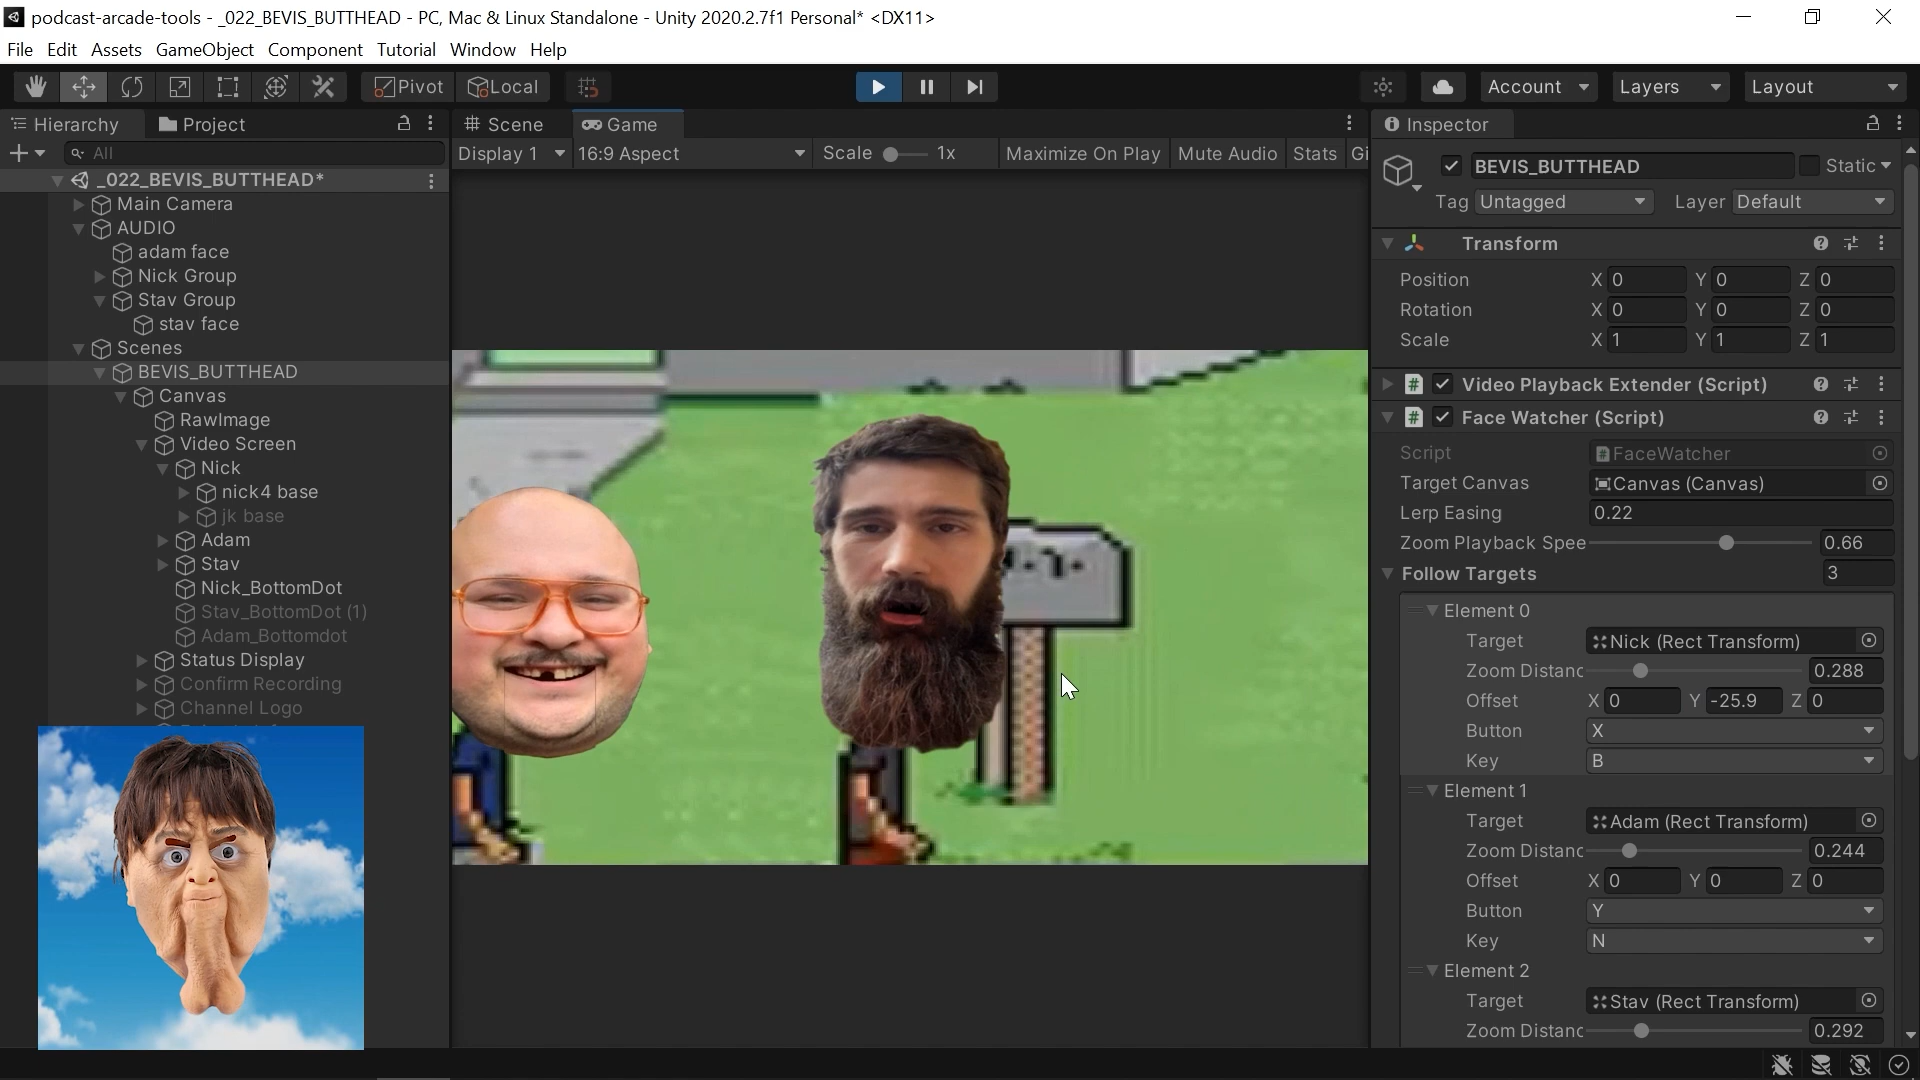 podcast-arcade-tools - _022_BEVIS_BUTTHEAD - PC, Mac & Linux Standalone - Unity 2020.2.7f1 Personal* <DX11>
File Edit Assets GameObject Component Tutorial Window Help
Pivot Local Account Layers Layout
Hierarchy Project
All
_022_BEVIS_BUTTHEAD*
Main Camera
AUDIO
adam face
Nick Group
Stav Group
stav face
Scenes
BEVIS_BUTTHEAD
Canvas
RawImage
Video Screen
Nick
nick4 base
jk base
Adam
Stav
Nick_BottomDot
Stav_BottomDot (1)
Adam_Bottomdot
Status Display
Confirm Recording
Channel Logo
Scene Game
Display 1 16:9 Aspect Scale 1x Maximize On Play Mute Audio Stats Gi
Inspector
BEVIS_BUTTHEAD Static
Tag Untagged Layer Default
Transform
Position X 0 Y 0 Z 0
Rotation X 0 Y 0 Z 0
Scale X 1 Y 1 Z 1
# Video Playback Extender (Script)
# Face Watcher (Script)
Script # FaceWatcher
Target Canvas Canvas (Canvas)
Lerp Easing 0.22
Zoom Playback Spee 0.66
Follow Targets 3
Element 0
Target Nick (Rect Transform)
Zoom Distanc 0.288
Offset X 0 Y -25.9 Z 0
Button X
Key B
Element 1
Target Adam (Rect Transform)
Zoom Distanc 0.244
Offset X 0 Y 0 Z 0
Button Y
Key N
Element 2
Target Stav (Rect Transform)
Zoom Distanc 0.292